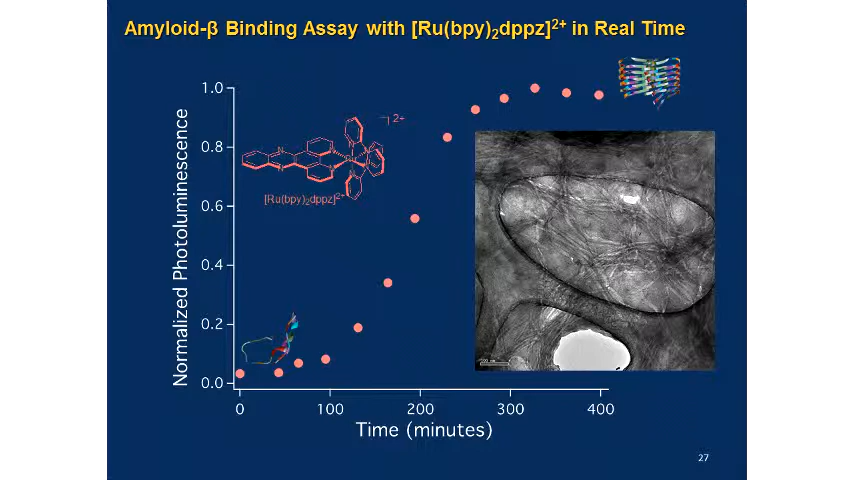 Amyloid-β Binding Assay with [Ru(bpy)₂dppz]²⁺ in Real Time
Normalized Photoluminescence
1.0
0.8
0.6
0.4
0.2
0.0
2+
N
N
[Ru(bpy)₂dppz]²⁺
0
100
200
300
400
Time (minutes)
27